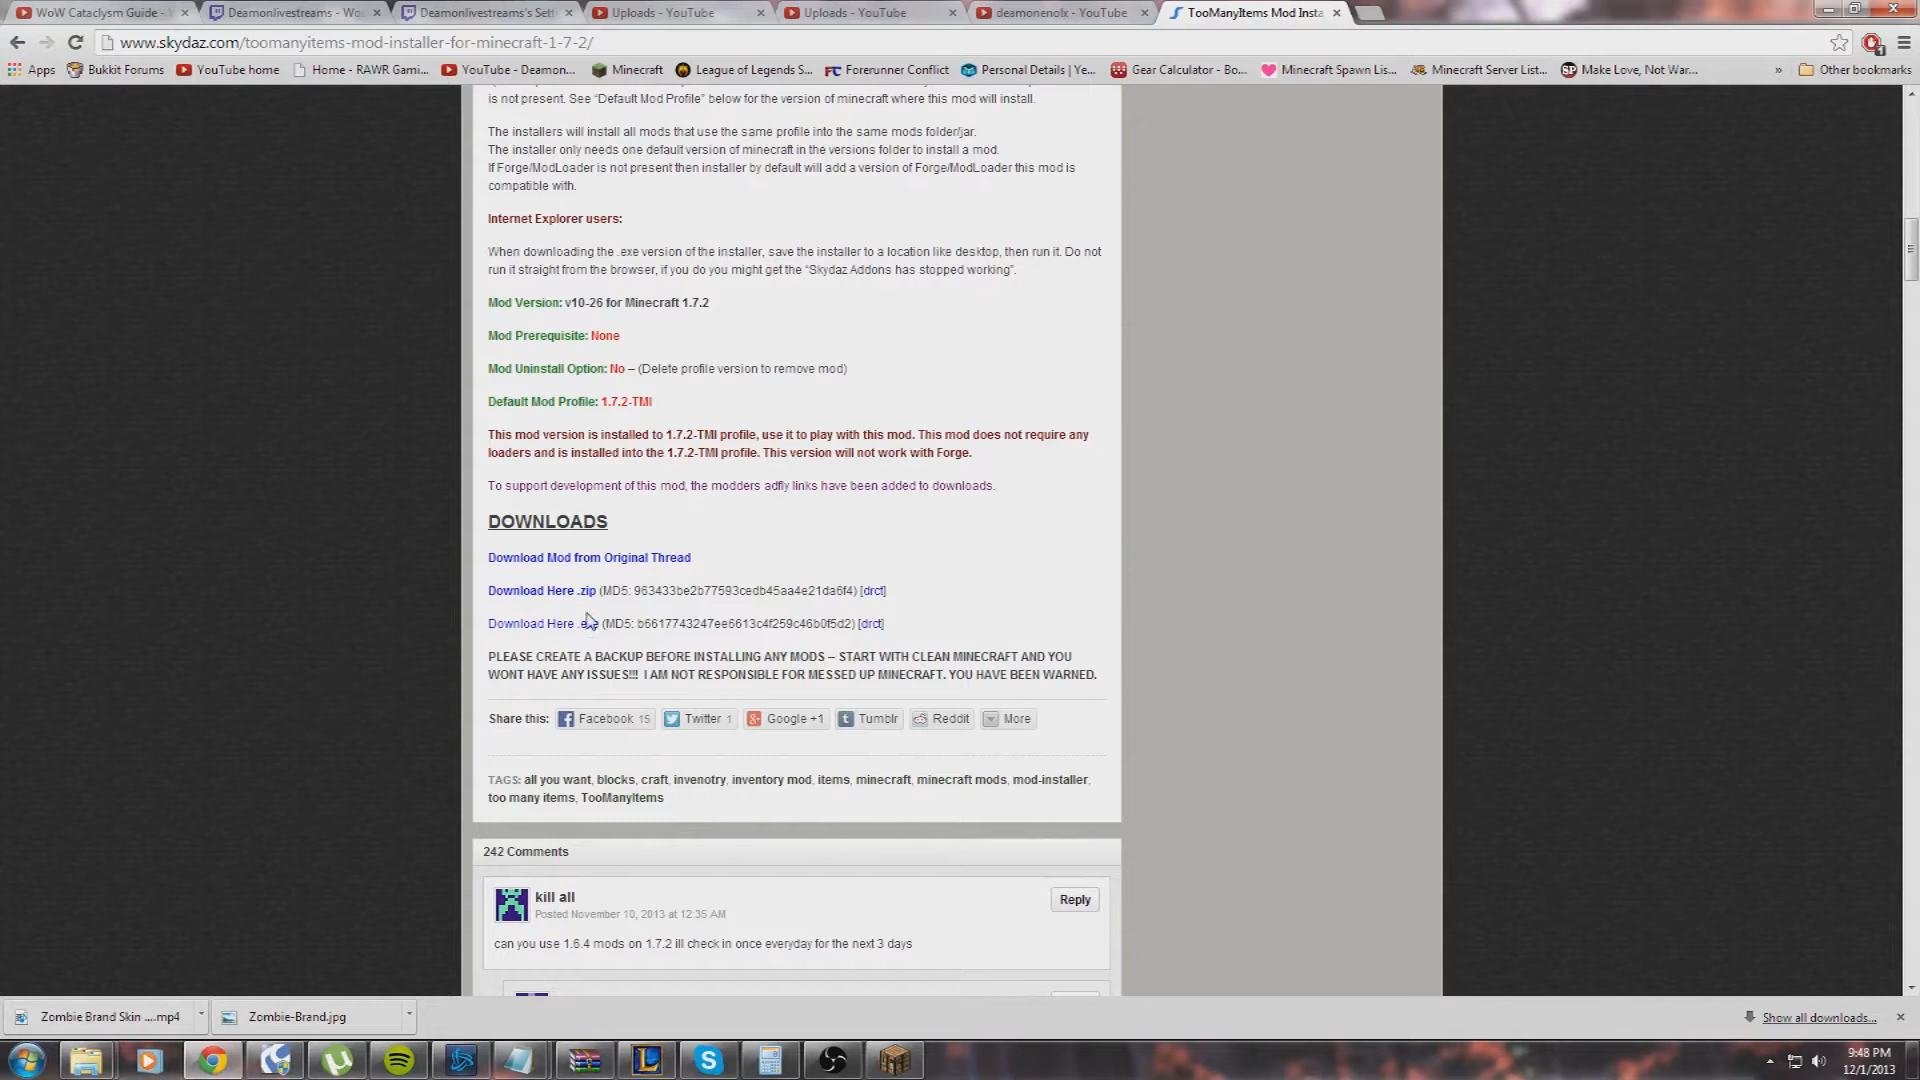 WoW Cataclysm Guide -
Deamonlivestreams - Wo
Deamonlivestreams's Sett
Uploads - YouTube
Uploads - YouTube
deamonenolx - YouTube
TooManyItems Mod Insta
www.skydaz.com/toomanyitems-mod-installer-for-minecraft-1-7-2/
Apps
Bukkit Forums
YouTube home
Home - RAWR Gami...
YouTube - Deamon...
Minecraft
League of Legends S...
Forerunner Conflict
Personal Details | Ye...
Gear Calculator - Bo...
Minecraft Spawn Lis...
Minecraft Server List...
Make Love, Not War...
»
Other bookmarks
is not present. See “Default Mod Profile” below for the version of minecraft where this mod will install.
The installers will install all mods that use the same profile into the same mods folder/jar.
The installer only needs one default version of minecraft in the versions folder to install a mod.
If Forge/ModLoader is not present then installer by default will add a version of Forge/ModLoader this mod is
compatible with.
Internet Explorer users:
When downloading the .exe version of the installer, save the installer to a location like desktop, then run it. Do not
run it straight from the browser, if you do you might get the “Skydaz Addons has stopped working”.
Mod Version: v10-26 for Minecraft 1.7.2
Mod Prerequisite: None
Mod Uninstall Option: No – (Delete profile version to remove mod)
Default Mod Profile: 1.7.2-TMI
This mod version is installed to 1.7.2-TMI profile, use it to play with this mod. This mod does not require any
loaders and is installed into the 1.7.2-TMI profile. This version will not work with Forge.
To support development of this mod, the modders adfly links have been added to downloads.
DOWNLOADS
Download Mod from Original Thread
Download Here .zip (MD5: 963433be2b77593cedb45aa4e21da6f4) [drct]
Download Here .exe (MD5: b6617743247ee6613c4f259c46b0f5d2) [drct]
PLEASE CREATE A BACKUP BEFORE INSTALLING ANY MODS – START WITH CLEAN MINECRAFT AND YOU
WONT HAVE ANY ISSUES!!! I AM NOT RESPONSIBLE FOR MESSED UP MINECRAFT. YOU HAVE BEEN WARNED.
Share this: Facebook 15 Twitter 1 Google +1 Tumblr Reddit More
TAGS: all you want, blocks, craft, invenotry, inventory mod, items, minecraft, minecraft mods, mod-installer,
too many items, TooManyItems
242 Comments
kill all
Reply
Posted November 10, 2013 at 12:35 AM
can you use 1.6.4 mods on 1.7.2 ill check in once everyday for the next 3 days
Zombie Brand Skin ....mp4
Zombie-Brand.jpg
Show all downloads...
9:48 PM
12/1/2013